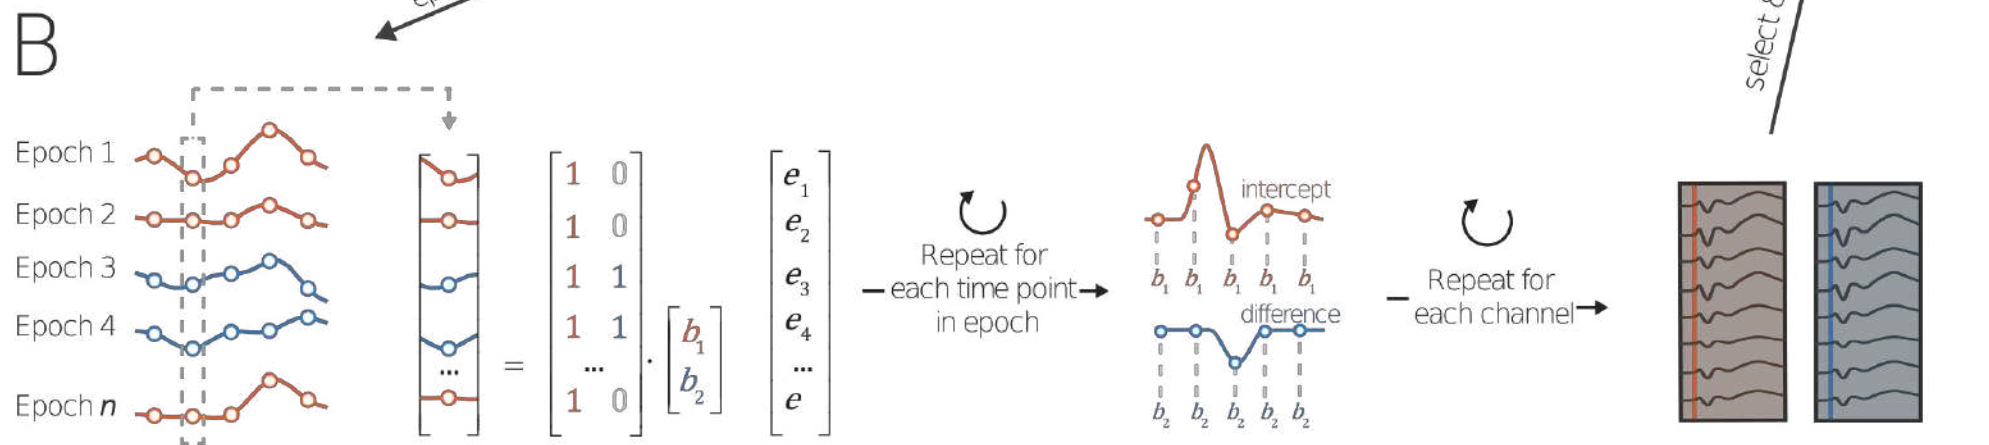 B
select
Epoch 1
Epoch 2
Epoch 3
Epoch 4
Epoch n
...
=
1 0
1 0
1 1
1 1
...
1 0
·
b1
b2
e1
e2
e3
e4
...
e
Repeat for
each time point
in epoch
intercept
b1 b1 b1 b1 b1
difference
b2 b2 b2 b2 b2
Repeat for
each channel